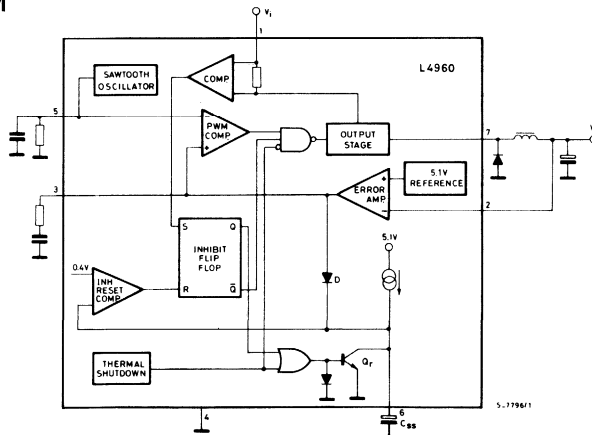 Vi
1
L4960
SAWTOOTH
OSCILLATOR
COMP
5
-
PWM
COMP
+
OUTPUT
STAGE
7
V
3
ERROR
AMP.
+
-
5.1V
REFERENCE
2
S
Q
INHIBIT
FLIP
FLOP
R
Q̅
0.4V
INH
RESET
COMP.
D
5.1V
THERMAL
SHUTDOWN
Qr
4
6
Css
S-7796/1